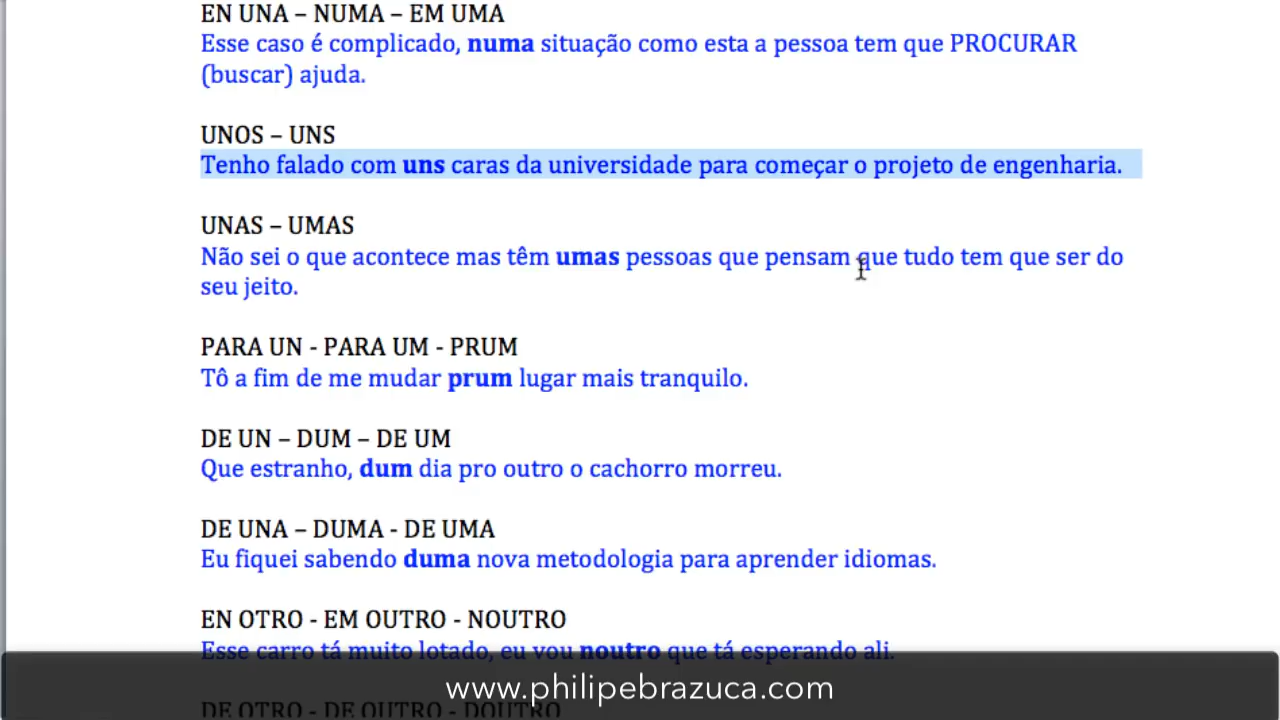 EN UNA – NUMA – EM UMA
Esse caso é complicado, numa situação como esta a pessoa tem que PROCURAR
(buscar) ajuda.
UNOS – UNS
Tenho falado com uns caras da universidade para começar o projeto de engenharia.
UNAS – UMAS
Não sei o que acontece mas têm umas pessoas que pensam que tudo tem que ser do
seu jeito.
PARA UN - PARA UM - PRUM
Tô a fim de me mudar prum lugar mais tranquilo.
DE UN – DUM – DE UM
Que estranho, dum dia pro outro o cachorro morreu.
DE UNA – DUMA - DE UMA
Eu fiquei sabendo duma nova metodologia para aprender idiomas.
EN OTRO - EM OUTRO - NOUTRO
Esse carro tá muito lotado, eu vou noutro que tá esperando ali.
www.philipebrazuca.com
DE OTRO - DE OUTRO - DOUTRO